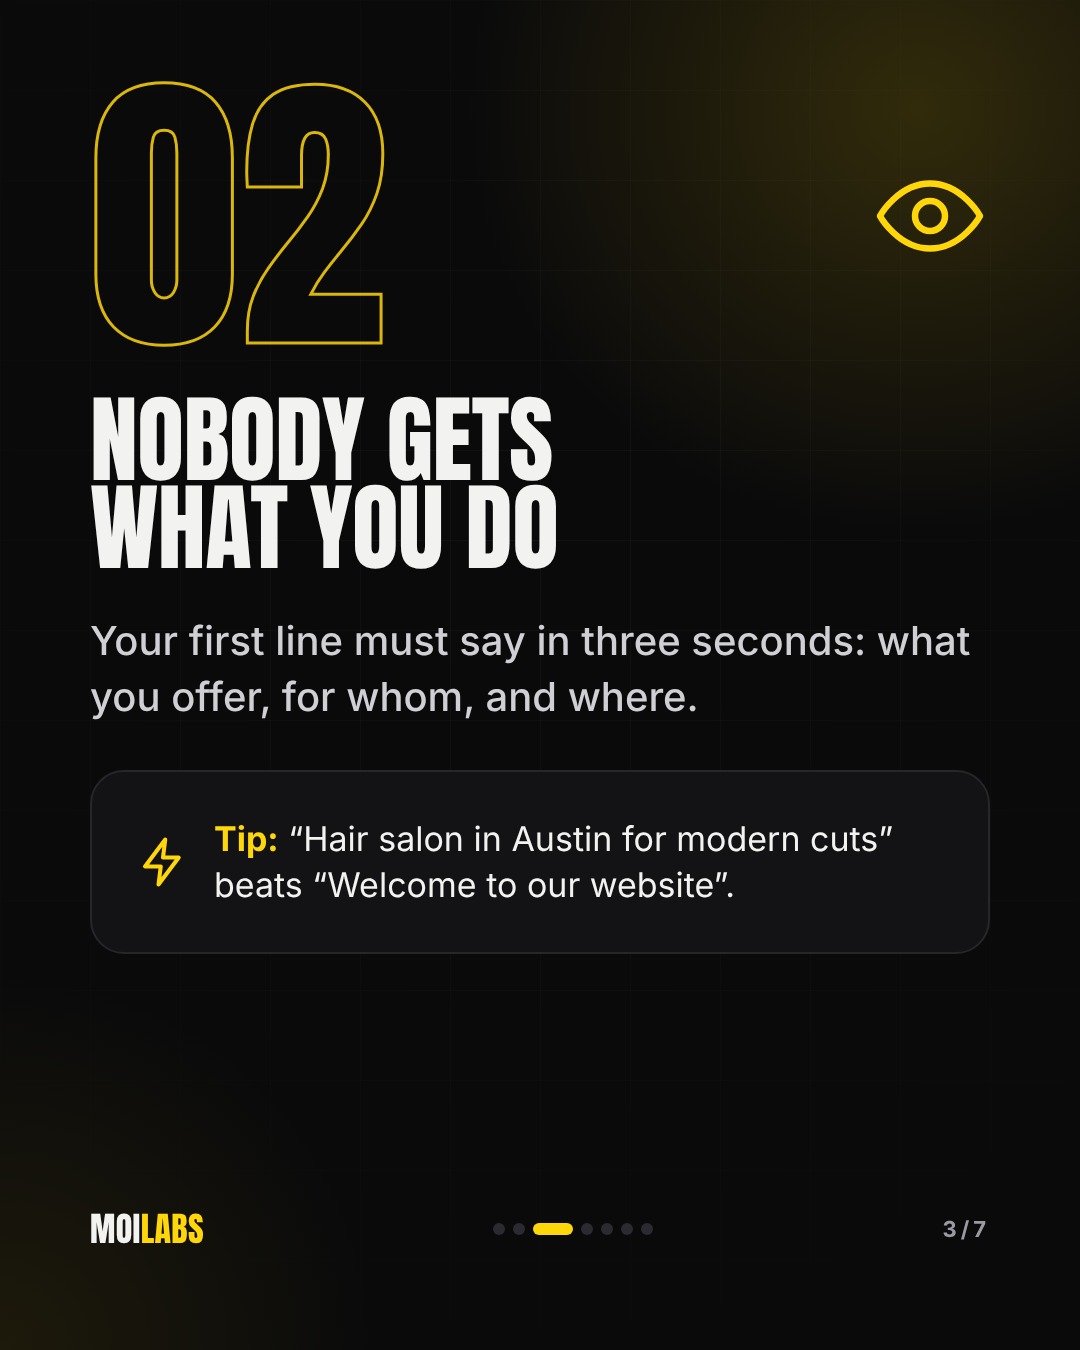 02
NOBODY GETS
WHAT YOU DO
Your first line must say in three seconds: what
you offer, for whom, and where.
Tip: “Hair salon in Austin for modern cuts”
beats “Welcome to our website”.
MOILABS
3/7